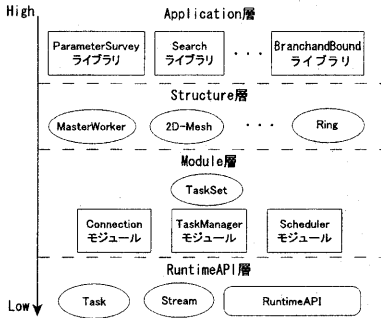 High
Application層
ParameterSurvey
ライブラリ
Search
ライブラリ
・・・
BranchandBound
ライブラリ
Structure層
MasterWorker
2D-Mesh
・・・
Ring
Module層
TaskSet
Connection
モジュール
TaskManager
モジュール
Scheduler
モジュール
RuntimeAPI層
Low
Task
Stream
RuntimeAPI